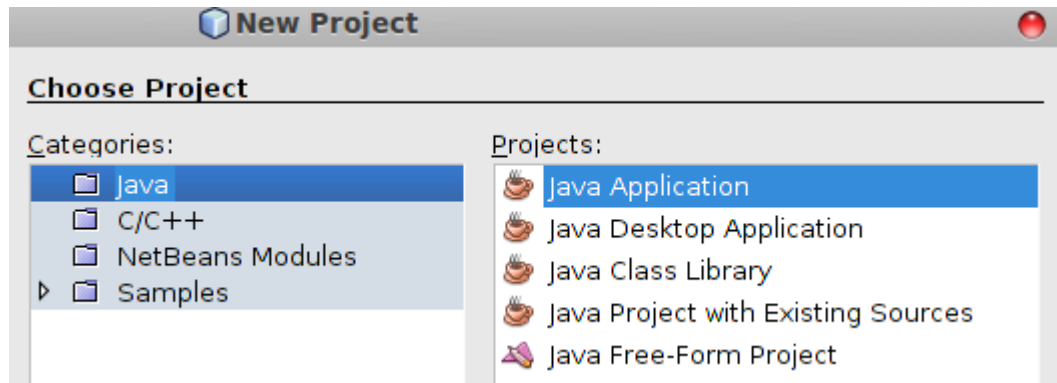 New Project
Choose Project
Categories:
Java
C/C++
NetBeans Modules
Samples
Projects:
Java Application
Java Desktop Application
Java Class Library
Java Project with Existing Sources
Java Free-Form Project